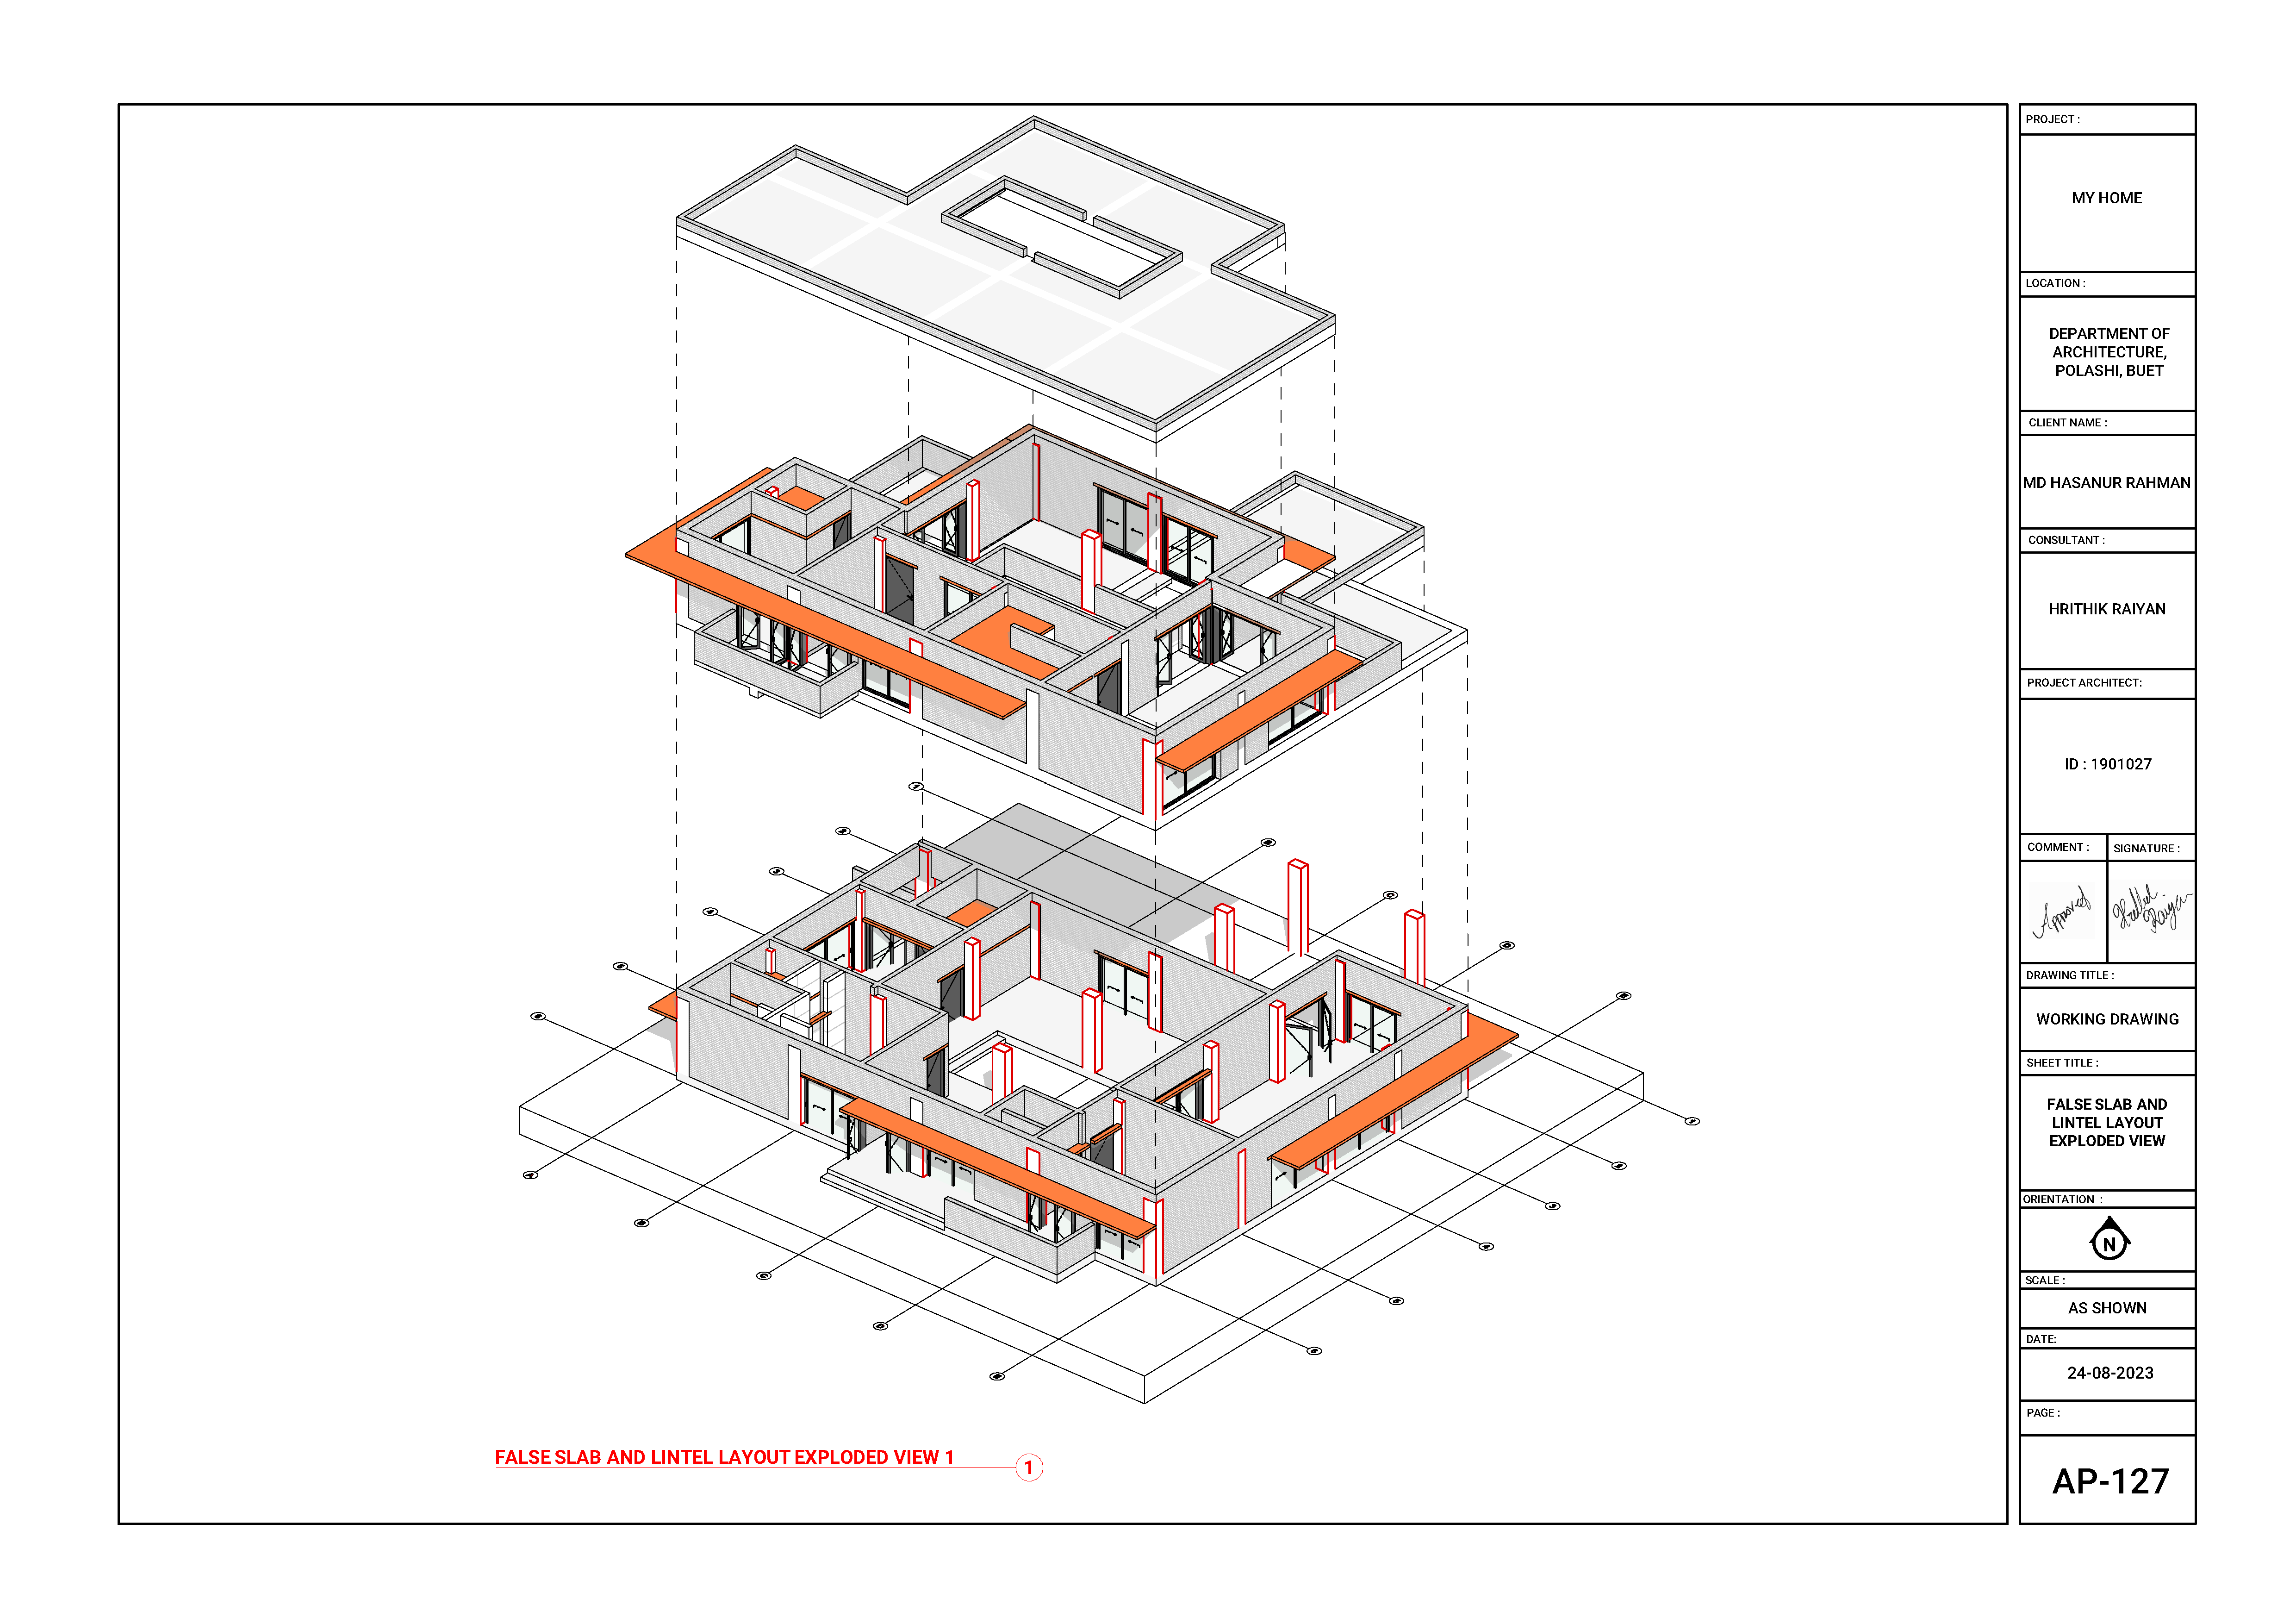 PROJECT :
MY HOME
LOCATION :
DEPARTMENT OF
ARCHITECTURE,
POLASHI, BUET
CLIENT NAME :
MD HASANUR RAHMAN
CONSULTANT :
HRITHIK RAIYAN
PROJECT ARCHITECT:
ID : 1901027
COMMENT :
SIGNATURE :
Approved
DRAWING TITLE :
WORKING DRAWING
SHEET TITLE :
FALSE SLAB AND
LINTEL LAYOUT
EXPLODED VIEW
ORIENTATION :
N
SCALE :
AS SHOWN
DATE:
24-08-2023
PAGE :
AP-127
FALSE SLAB AND LINTEL LAYOUT EXPLODED VIEW 1
1